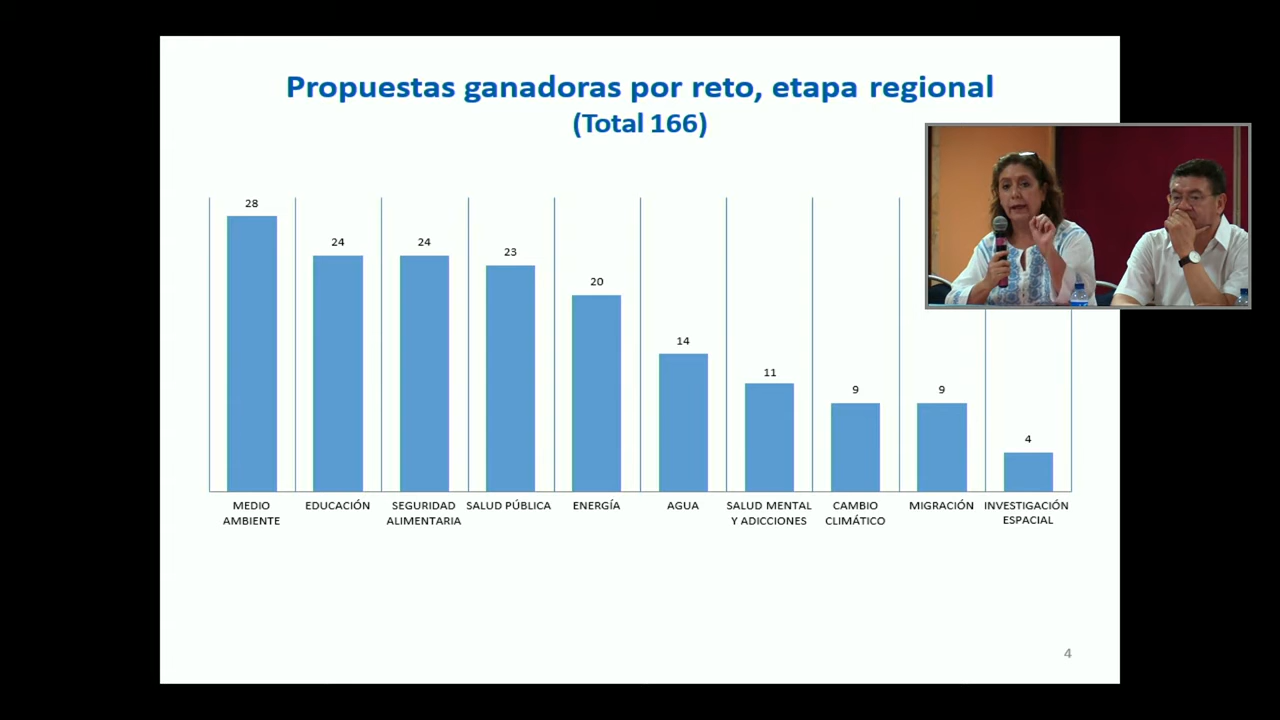 Propuestas ganadoras por reto, etapa regional
(Total 166)
28
24
24
23
20
14
11
9
9
4
MEDIO
AMBIENTE
EDUCACIÓN
SEGURIDAD
ALIMENTARIA
SALUD PÚBLICA
ENERGÍA
AGUA
SALUD MENTAL
Y ADICCIONES
CAMBIO
CLIMÁTICO
MIGRACIÓN
INVESTIGACIÓN
ESPACIAL
4